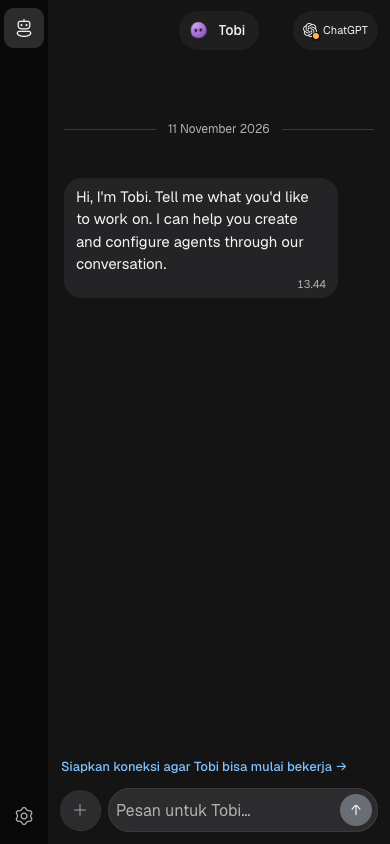 Tobi
ChatGPT
11 November 2026
Hi, I'm Tobi. Tell me what you'd like
to work on. I can help you create
and configure agents through our
conversation.
13.44
Siapkan koneksi agar Tobi bisa mulai bekerja →
Pesan untuk Tobi...